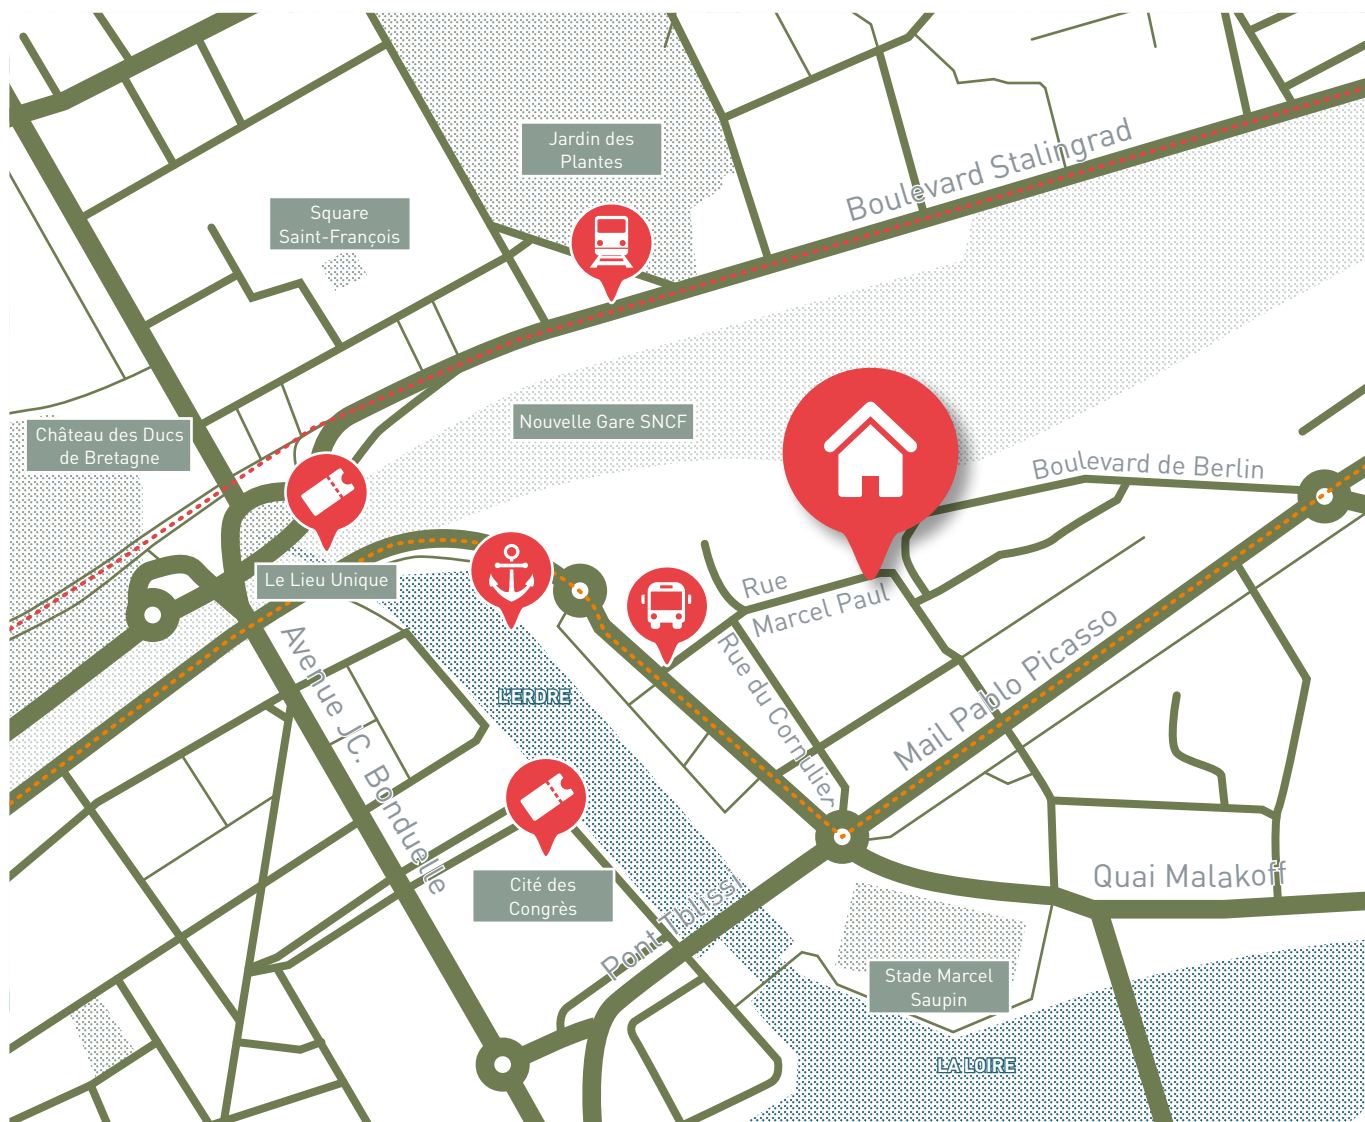 Jardin des
Plantes
Boulevard Stalingrad
Square
Saint-François
Nouvelle Gare SNCF
Château des Ducs
de Bretagne
Boulevard de Berlin
Le Lieu Unique
Rue
Marcel Paul
Avenue JC. Bonduelle
L'ERDRE
Rue du Cornulier
Mail Pablo Picasso
Cité des
Congrès
Quai Malakoff
Pont Tblissi
Stade Marcel
Saupin
LA LOIRE